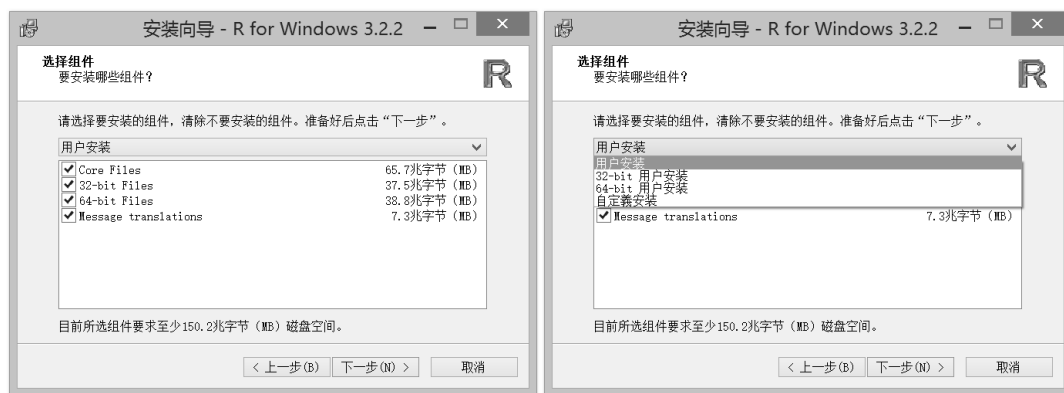 安装向导 - R for Windows 3.2.2
选择组件
要安装哪些组件？
R
请选择要安装的组件，清除不要安装的组件。准备好后点击“下一步”。
用户安装
Core Files 65.7兆字节 (MB)
32-bit Files 37.5兆字节 (MB)
64-bit Files 38.8兆字节 (MB)
Message translations 7.3兆字节 (MB)
目前所选组件要求至少150.2兆字节 (MB) 磁盘空间。
< 上一步(B) 下一步(N) > 取消
安装向导 - R for Windows 3.2.2
选择组件
要安装哪些组件？
R
请选择要安装的组件，清除不要安装的组件。准备好后点击“下一步”。
用户安装
用户安装
32-bit 用户安装
64-bit 用户安装
自定義安装
Message translations 7.3兆字节 (MB)
目前所选组件要求至少150.2兆字节 (MB) 磁盘空间。
< 上一步(B) 下一步(N) > 取消